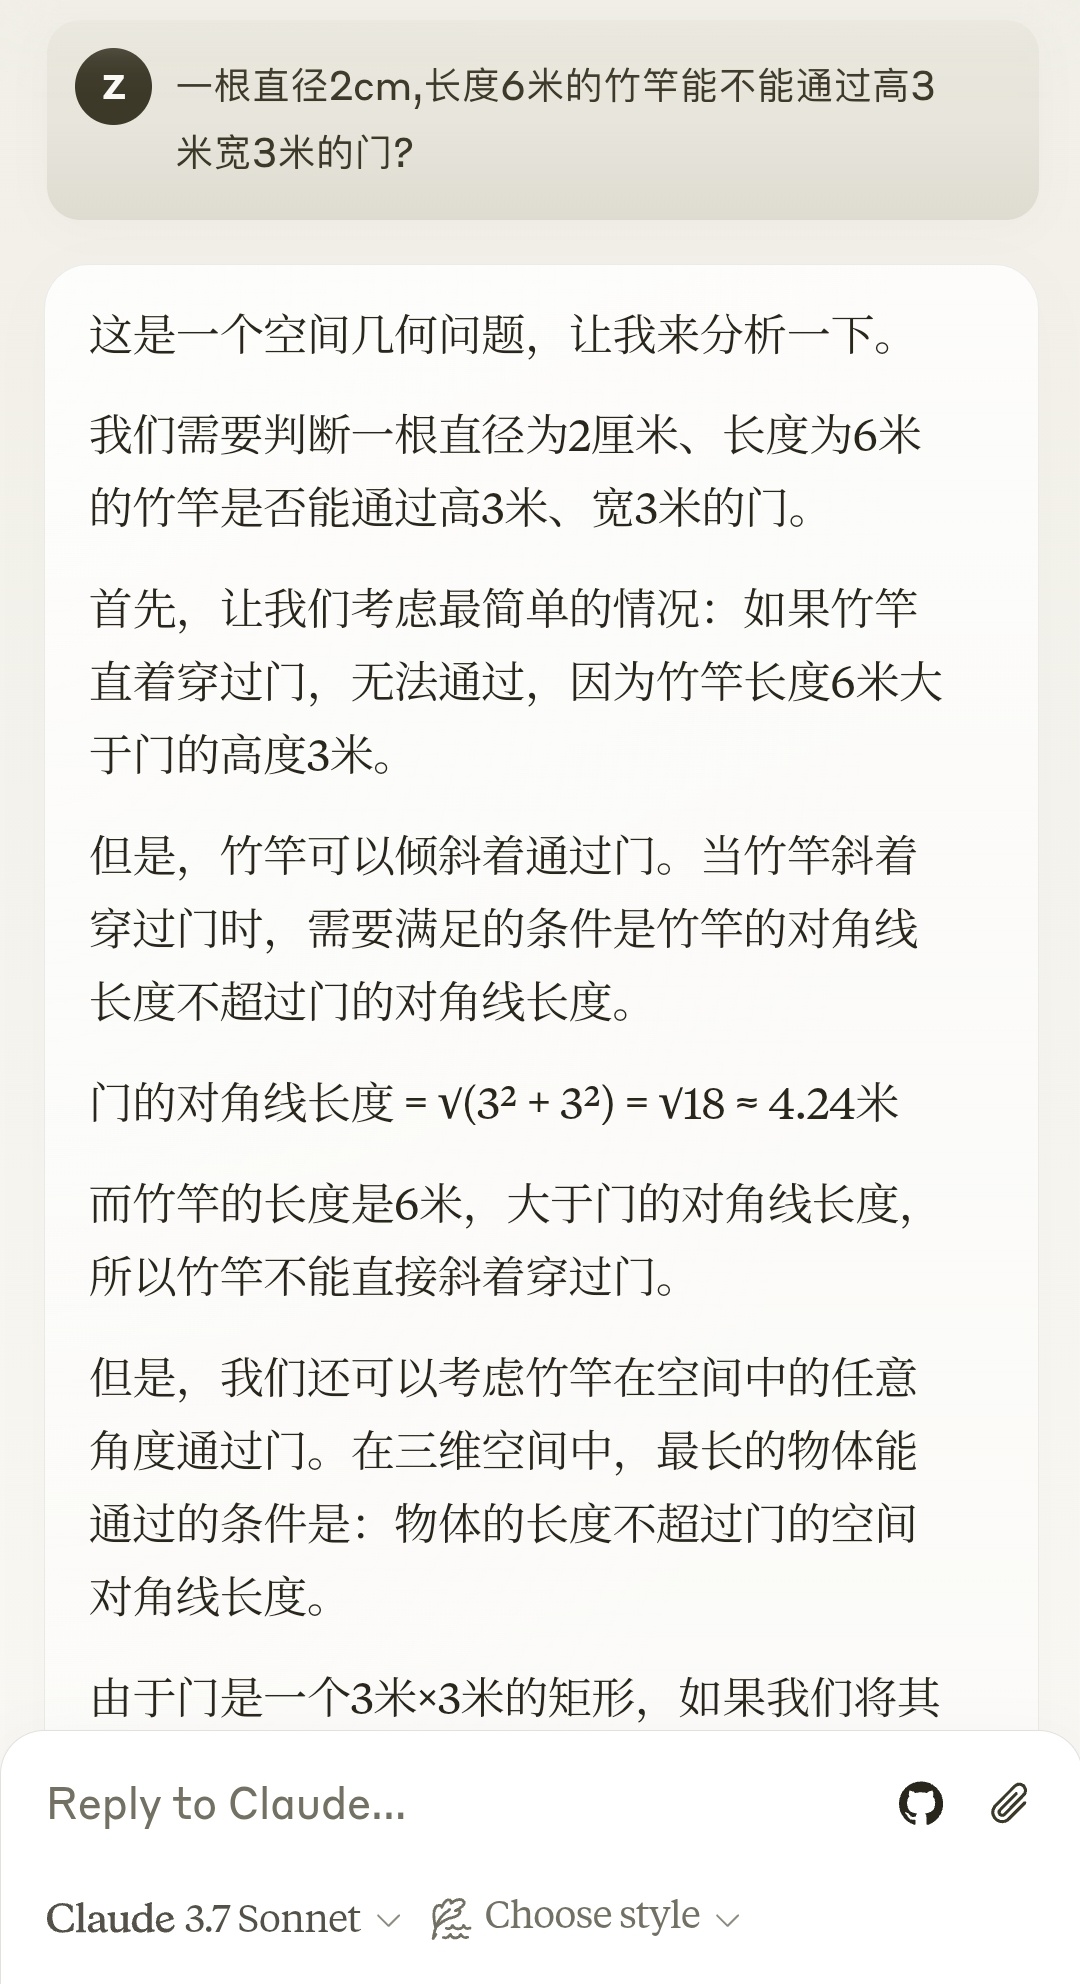 Z
一根直径2cm,长度6米的竹竿能不能通过高3
米宽3米的门?
这是一个空间几何问题，让我来分析一下。
我们需要判断一根直径为2厘米、长度为6米
的竹竿是否能通过高3米、宽3米的门。
首先，让我们考虑最简单的情况：如果竹竿
直着穿过门，无法通过，因为竹竿长度6米大
于门的高度3米。
但是，竹竿可以倾斜着通过门。当竹竿斜着
穿过门时，需要满足的条件是竹竿的对角线
长度不超过门的对角线长度。
门的对角线长度 = √(3² + 3²) = √18 ≈ 4.24米
而竹竿的长度是6米，大于门的对角线长度，
所以竹竿不能直接斜着穿过门。
但是，我们还可以考虑竹竿在空间中的任意
角度通过门。在三维空间中，最长的物体能
通过的条件是：物体的长度不超过门的空间
对角线长度。
由于门是一个3米×3米的矩形，如果我们将其
Reply to Claude...
Claude 3.7 Sonnet Choose style